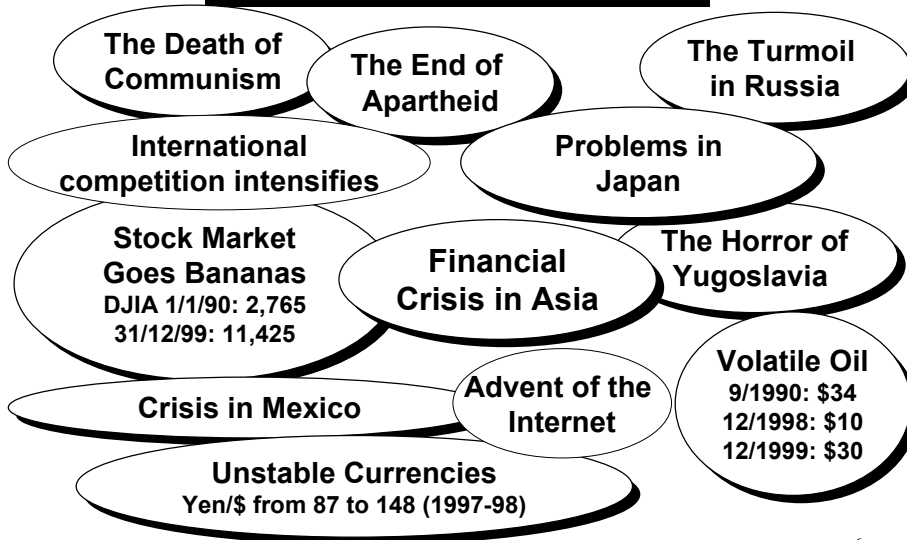 The Death of
Communism
The End of
Apartheid
The Turmoil
in Russia
International
competition intensifies
Problems in
Japan
Stock Market
Goes Bananas
DJIA 1/1/90: 2,765
31/12/99: 11,425
Financial
Crisis in Asia
The Horror of
Yugoslavia
Volatile Oil
9/1990: $34
12/1998: $10
12/1999: $30
Crisis in Mexico
Advent of the
Internet
Unstable Currencies
Yen/$ from 87 to 148 (1997-98)